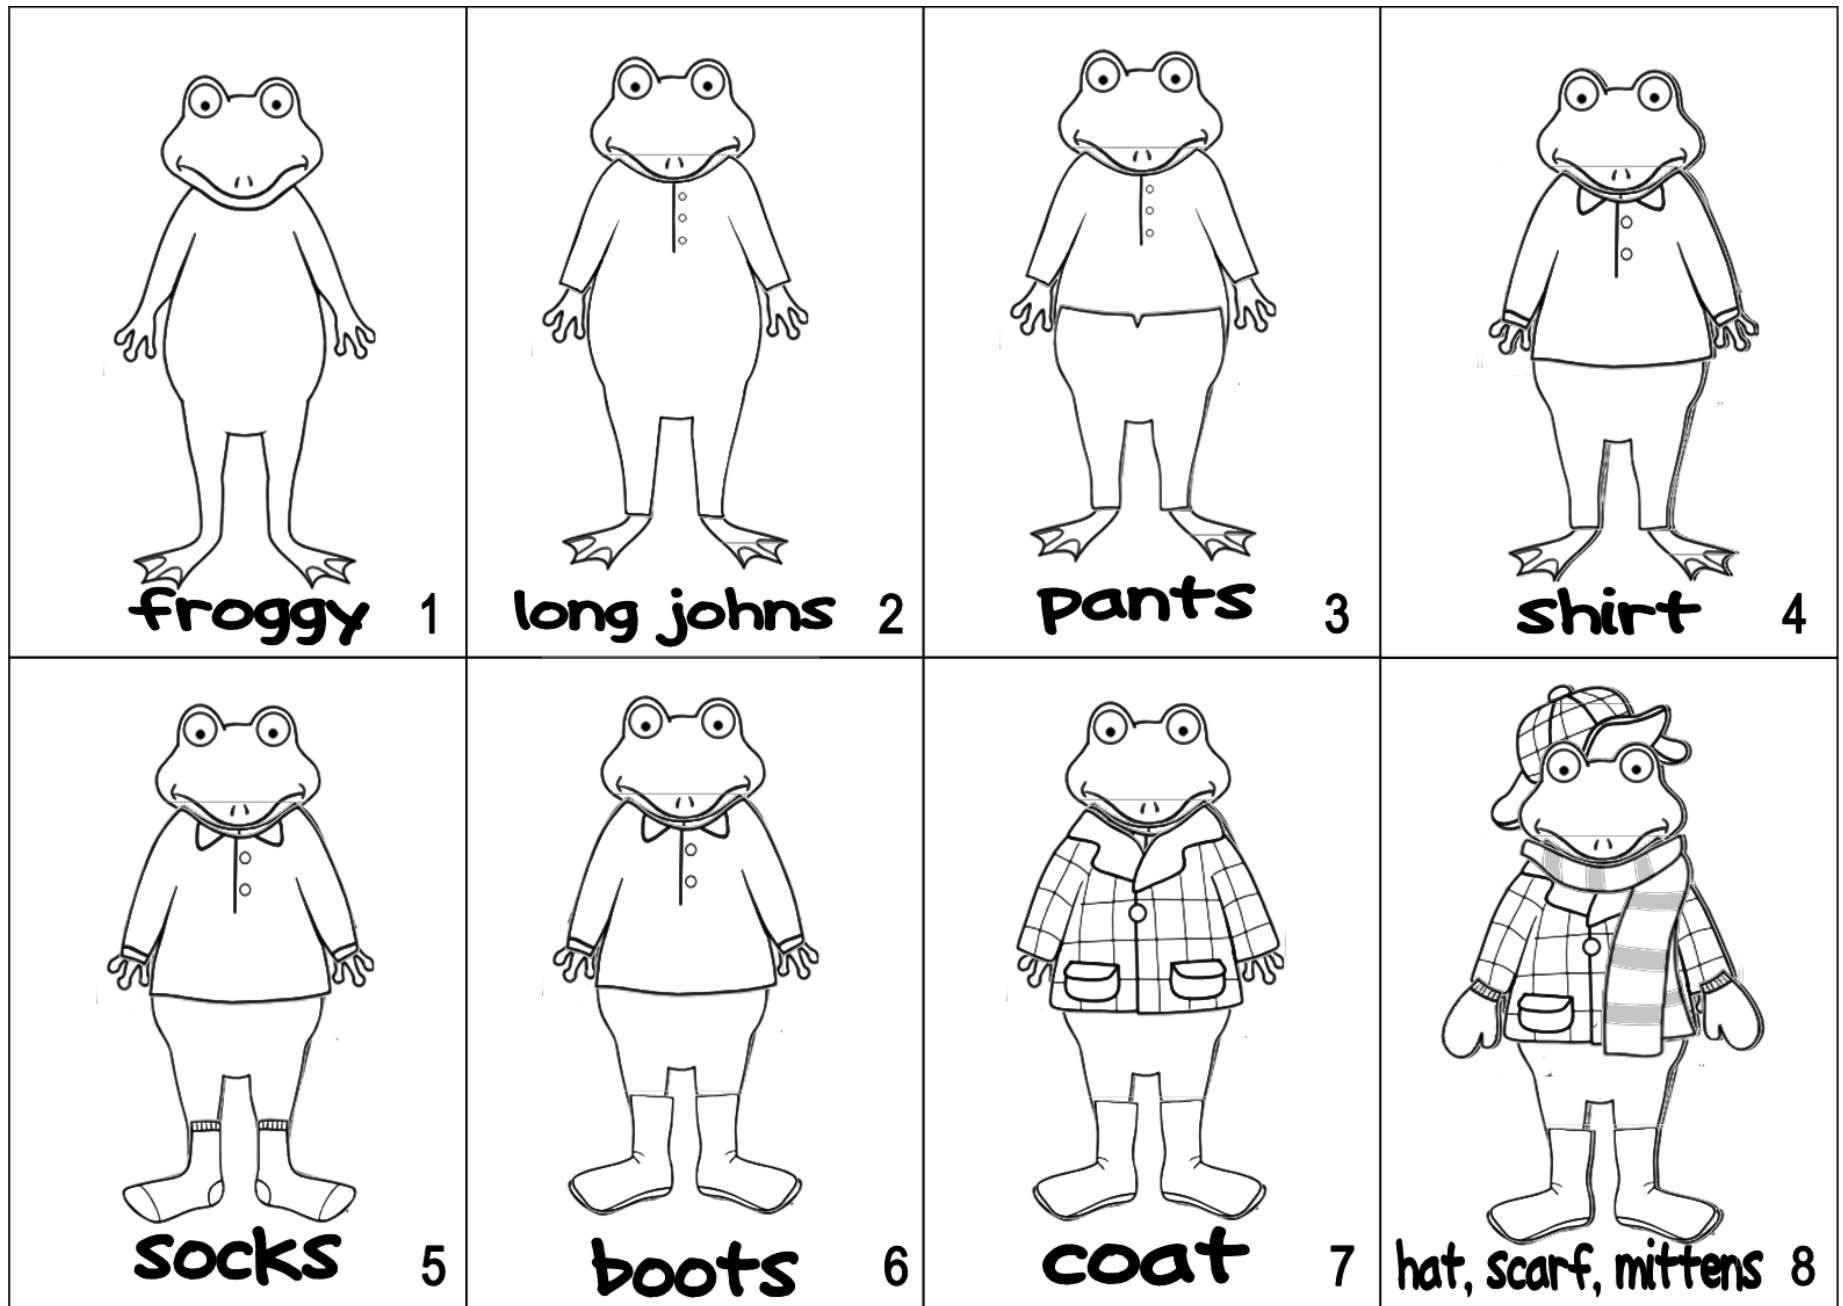 froggy 1
long johns 2
pants 3
shirt 4
socks 5
boots 6
coat 7
hat, scarf, mittens 8